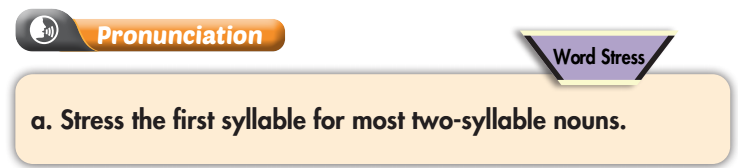 Pronunciation
Word Stress
a. Stress the first syllable for most two-syllable nouns.